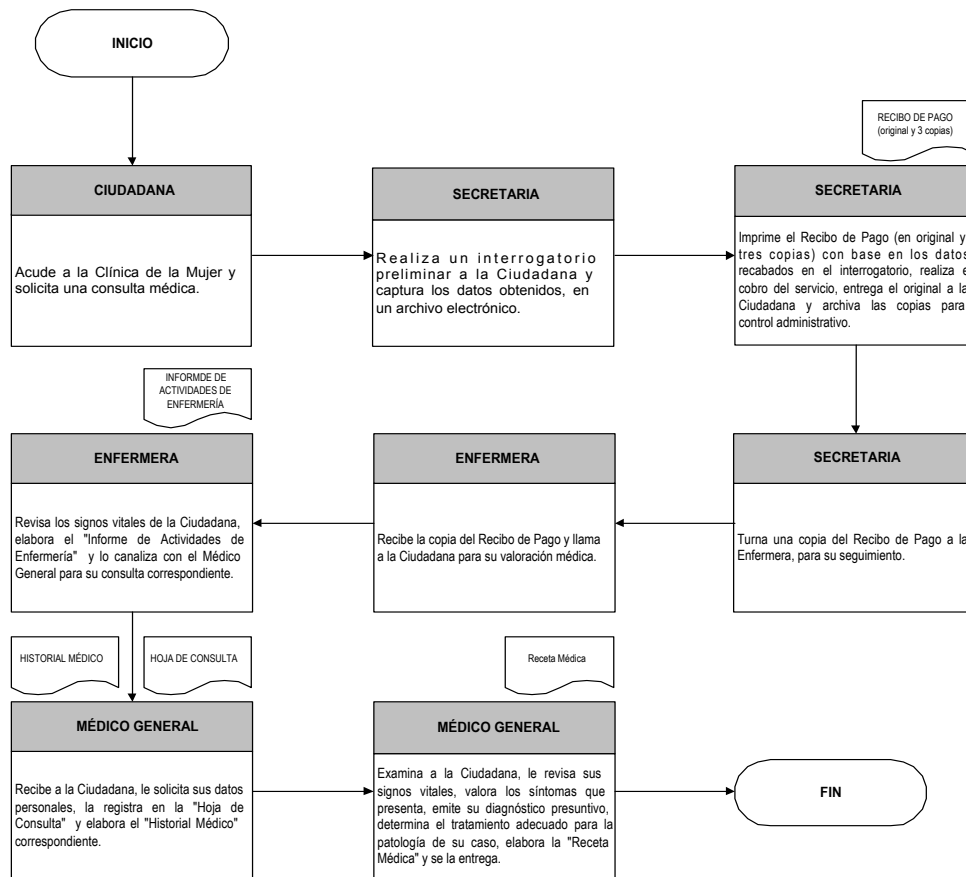 INICIO
RECIBO DE PAGO
(original y 3 copias)
CIUDADANA
Acude a la Clínica de la Mujer y
solicita una consulta médica.
SECRETARIA
Realiza un interrogatorio
preliminar a la Ciudadana y
captura los datos obtenidos, en
un archivo electrónico.
SECRETARIA
Imprime el Recibo de Pago (en original y
tres copias) con base en los datos
recabados en el interrogatorio, realiza e
cobro del servicio, entrega el original a la
Ciudadana y archiva las copias para
control administrativo.
SECRETARIA
Turna una copia del Recibo de Pago a la
Enfermera, para su seguimiento.
ENFERMERA
Recibe la copia del Recibo de Pago y llama
a la Ciudadana para su valoración médica.
INFORMDE DE
ACTIVIDADES DE
ENFERMERÍA
ENFERMERA
Revisa los signos vitales de la Ciudadana,
elabora el "Informe de Actividades de
Enfermería" y lo canaliza con el Médico
General para su consulta correspondiente.
HISTORIAL MÉDICO
HOJA DE CONSULTA
MÉDICO GENERAL
Recibe a la Ciudadana, le solicita sus datos
personales, la registra en la "Hoja de
Consulta" y elabora el "Historial Médico"
correspondiente.
Receta Médica
MÉDICO GENERAL
Examina a la Ciudadana, le revisa sus
signos vitales, valora los síntomas que
presenta, emite su diagnóstico presuntivo,
determina el tratamiento adecuado para la
patología de su caso, elabora la "Receta
Médica" y se la entrega.
FIN